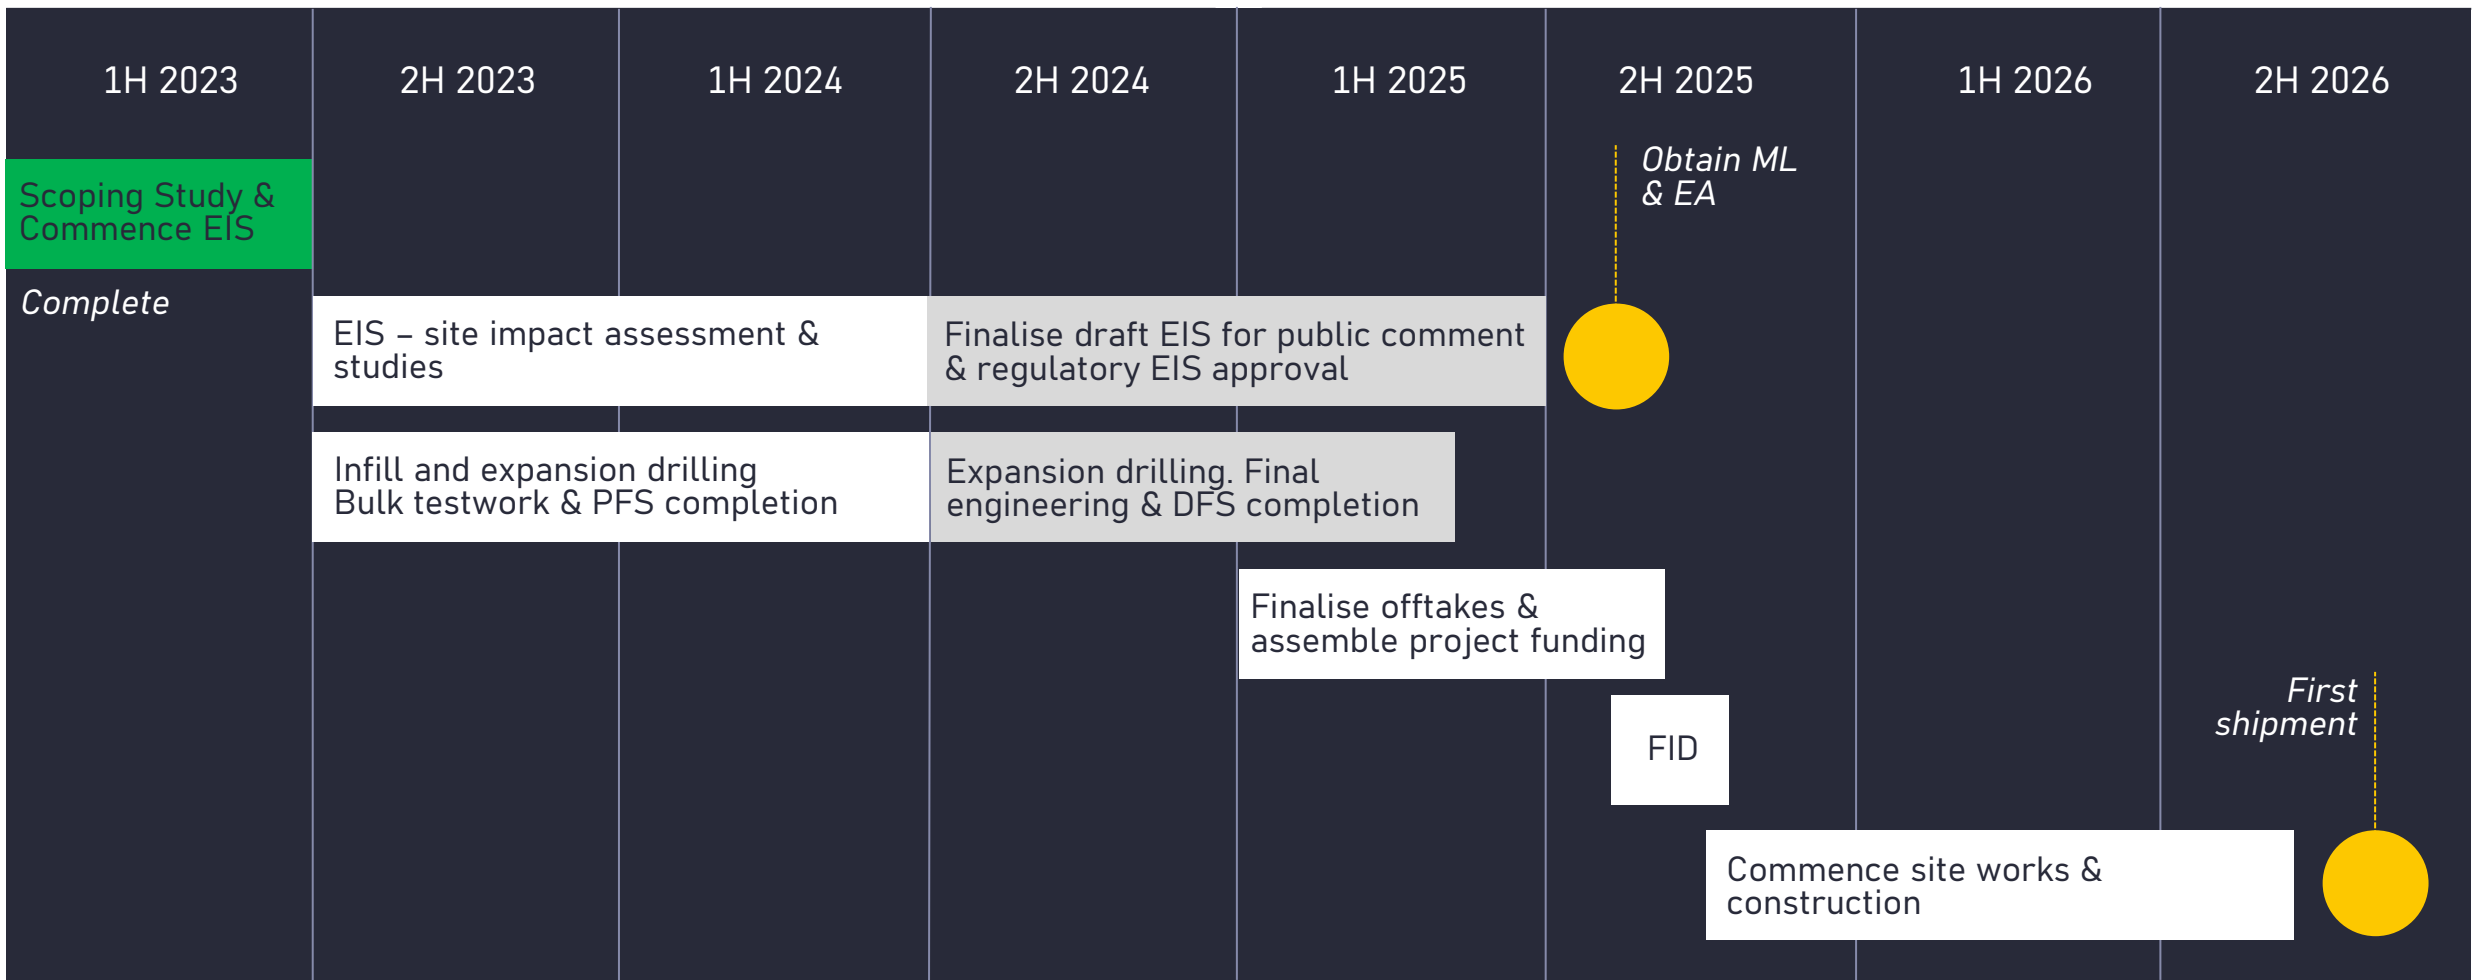 1H 2023
2H 2023
1H 2024
2H 2024
1H 2025
2H 2025
1H 2026
2H 2026
Obtain ML
& EA
Scoping Study &
Commence EIS
Complete
EIS – site impact assessment &
studies
Finalise draft EIS for public comment
& regulatory EIS approval
Infill and expansion drilling
Bulk testwork & PFS completion
Expansion drilling. Final
engineering & DFS completion
Finalise offtakes &
assemble project funding
FID
First
shipment
Commence site works &
construction